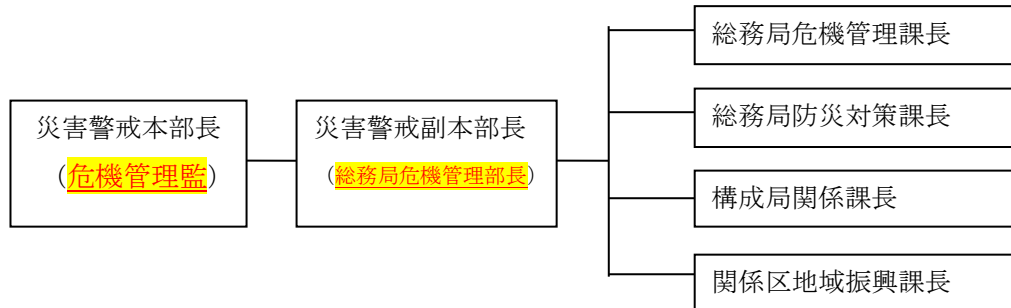 災害警戒本部長
（危機管理監）
災害警戒副本部長
（総務局危機管理部長）
総務局危機管理課長
総務局防災対策課長
構成局関係課長
関係区地域振興課長